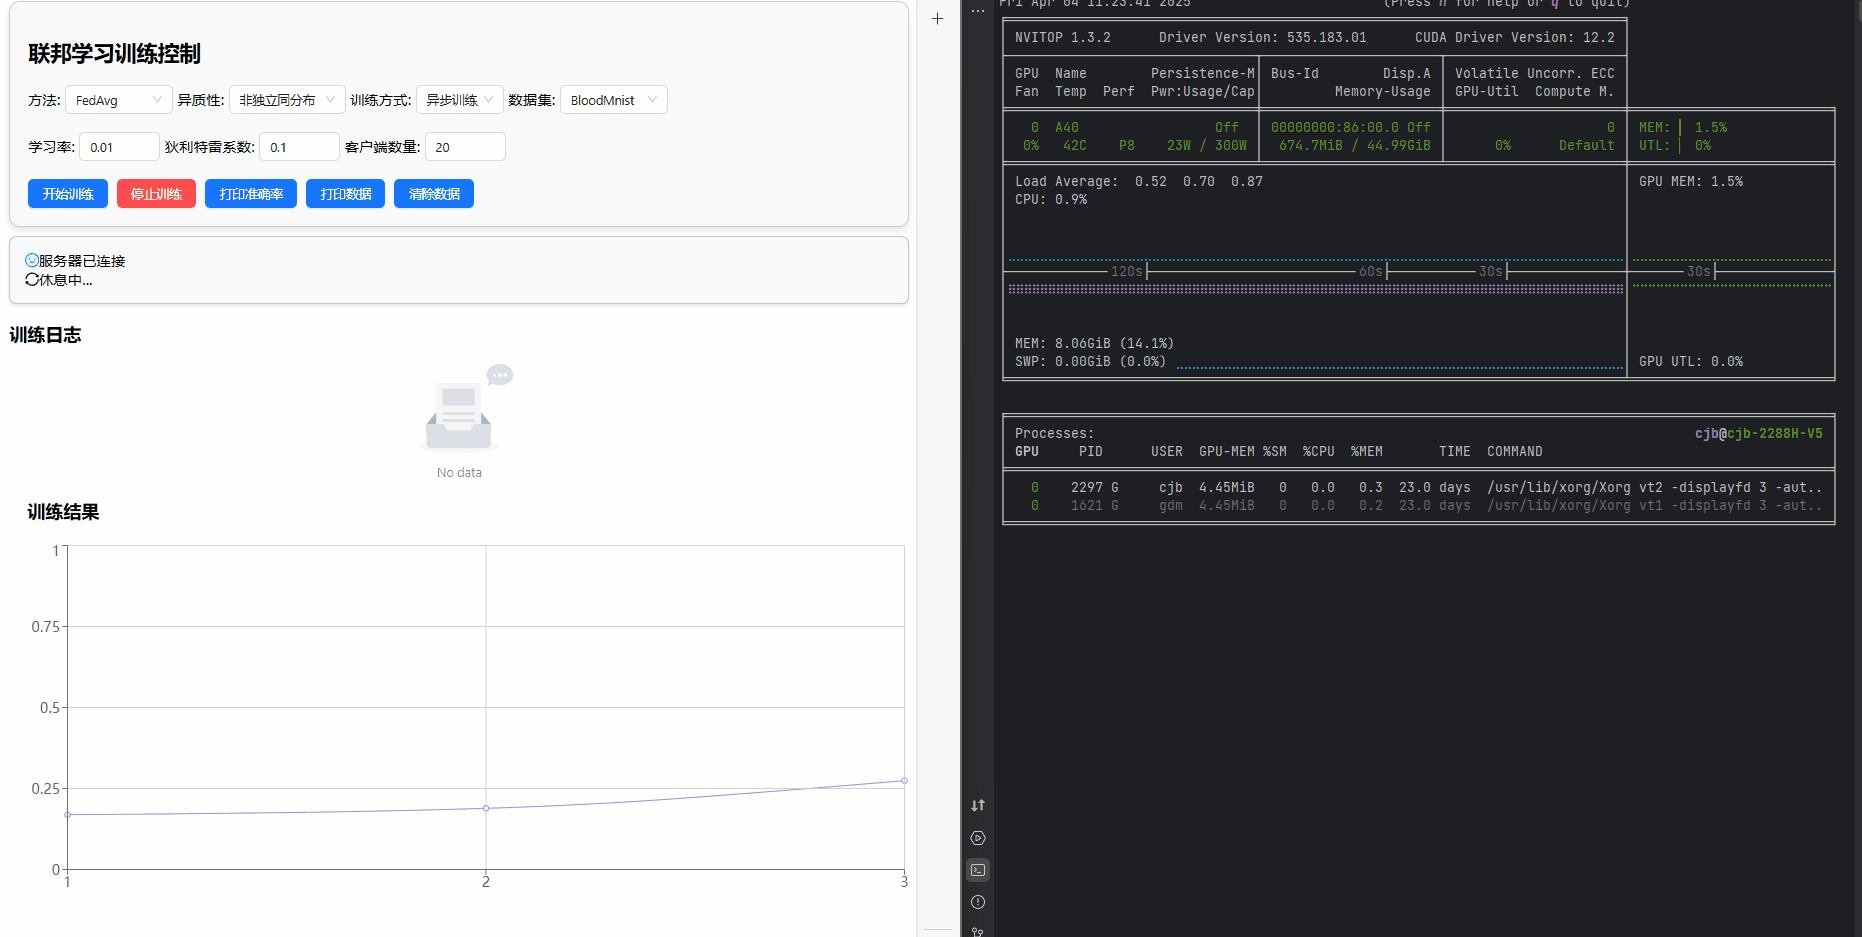 联邦学习训练控制
方法: FedAvg 异质性: 非独立同分布 训练方式: 异步训练 数据集: BloodMnist
学习率: 0.01 狄利特雷系数: 0.1 客户端数量: 20
开始训练 停止训练 打印准确率 打印数据 清除数据
服务器已连接
休息中...
训练日志
No data
训练结果
1
0.75
0.5
0.25
0
1 2 3
Fri Apr 04 11:23:41 2025 (Press h for help or q to quit)
NVITOP 1.3.2 Driver Version: 535.183.01 CUDA Driver Version: 12.2
GPU Name Persistence-M Bus-Id Disp.A Volatile Uncorr. ECC
Fan Temp Perf Pwr:Usage/Cap Memory-Usage GPU-Util Compute M.
0 A40 Off 00000000:86:00.0 Off 0 MEM: 1.5%
0% 42C P8 23W / 300W 674.7MiB / 44.99GiB 0% Default UTL: 0%
Load Average: 0.52 0.70 0.87 GPU MEM: 1.5%
CPU: 0.9%
120s 60s 30s 30s
MEM: 8.06GiB (14.1%)
SWP: 0.00GiB (0.0%) GPU UTL: 0.0%
Processes: cjb@cjb-2288H-V5
GPU PID USER GPU-MEM %SM %CPU %MEM TIME COMMAND
0 2297 G cjb 4.45MiB 0 0.0 0.3 23.0 days /usr/lib/xorg/Xorg vt2 -displayfd 3 -aut..
0 1621 G gdm 4.45MiB 0 0.0 0.2 23.0 days /usr/lib/xorg/Xorg vt1 -displayfd 3 -aut..